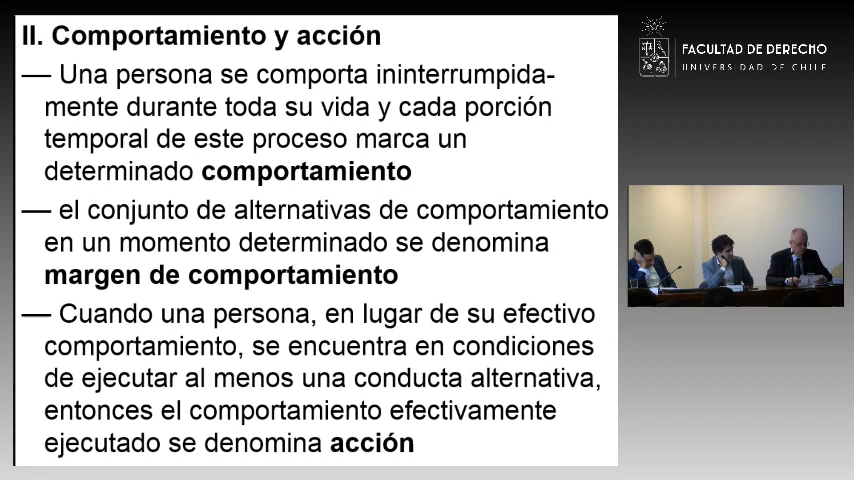 II. Comportamiento y acción
— Una persona se comporta ininterrumpida-
mente durante toda su vida y cada porción
temporal de este proceso marca un
determinado comportamiento
— el conjunto de alternativas de comportamiento
en un momento determinado se denomina
margen de comportamiento
— Cuando una persona, en lugar de su efectivo
comportamiento, se encuentra en condiciones
de ejecutar al menos una conducta alternativa,
entonces el comportamiento efectivamente
ejecutado se denomina acción
FACULTAD DE DERECHO
UNIVERSIDAD DE CHILE